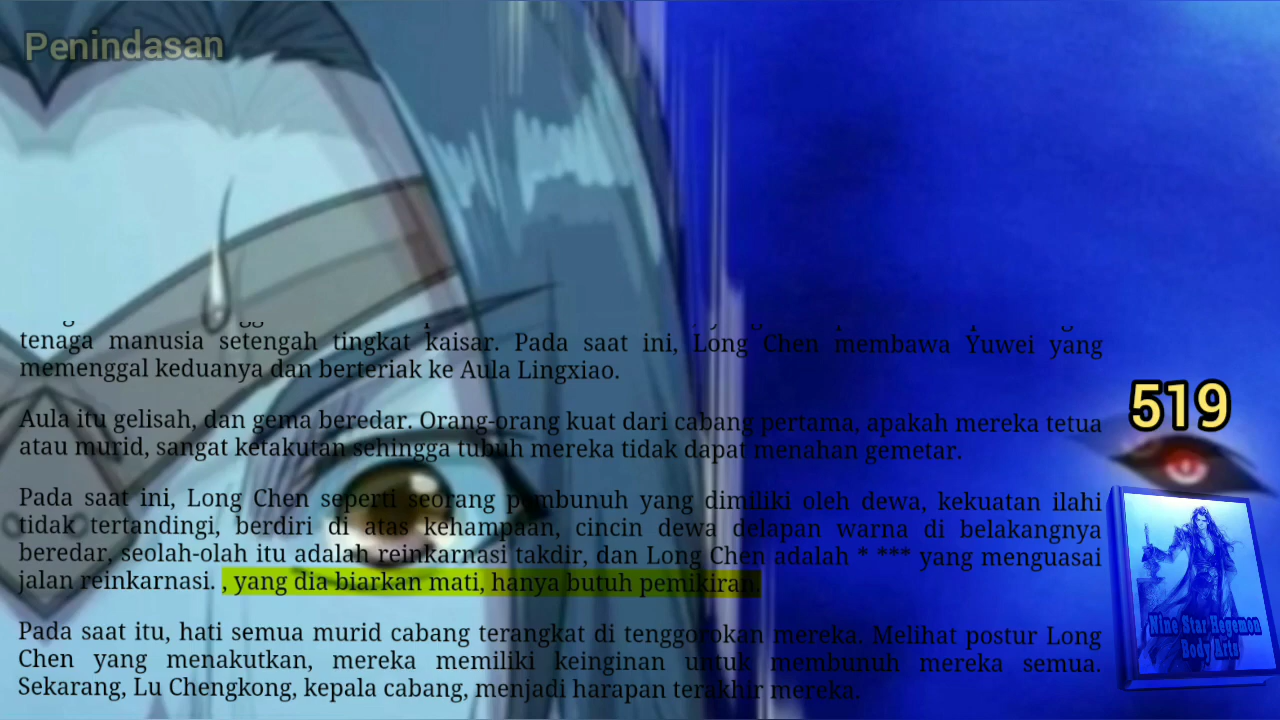 Penindasan
tenaga manusia setengah tingkat kaisar. Pada saat ini, Long Chen membawa Yuwei yang
memenggal keduanya dan berteriak ke Aula Lingxiao.
Aula itu gelisah, dan gema beredar. Orang-orang kuat dari cabang pertama, apakah mereka tetua
atau murid, sangat ketakutan sehingga tubuh mereka tidak dapat menahan gemetar.
Pada saat ini, Long Chen seperti seorang pembunuh yang dimiliki oleh dewa, kekuatan ilahi
tidak tertandingi, berdiri di atas kehampaan, cincin dewa delapan warna di belakangnya
beredar, seolah-olah itu adalah reinkarnasi takdir, dan Long Chen adalah * *** yang menguasai
jalan reinkarnasi. , yang dia biarkan mati, hanya butuh pemikiran.
Pada saat itu, hati semua murid cabang terangkat di tenggorokan mereka. Melihat postur Long
Chen yang menakutkan, mereka memiliki keinginan untuk membunuh mereka semua.
Sekarang, Lu Chengkong, kepala cabang, menjadi harapan terakhir mereka.
519
Nine Star Hegemon
Body Arts